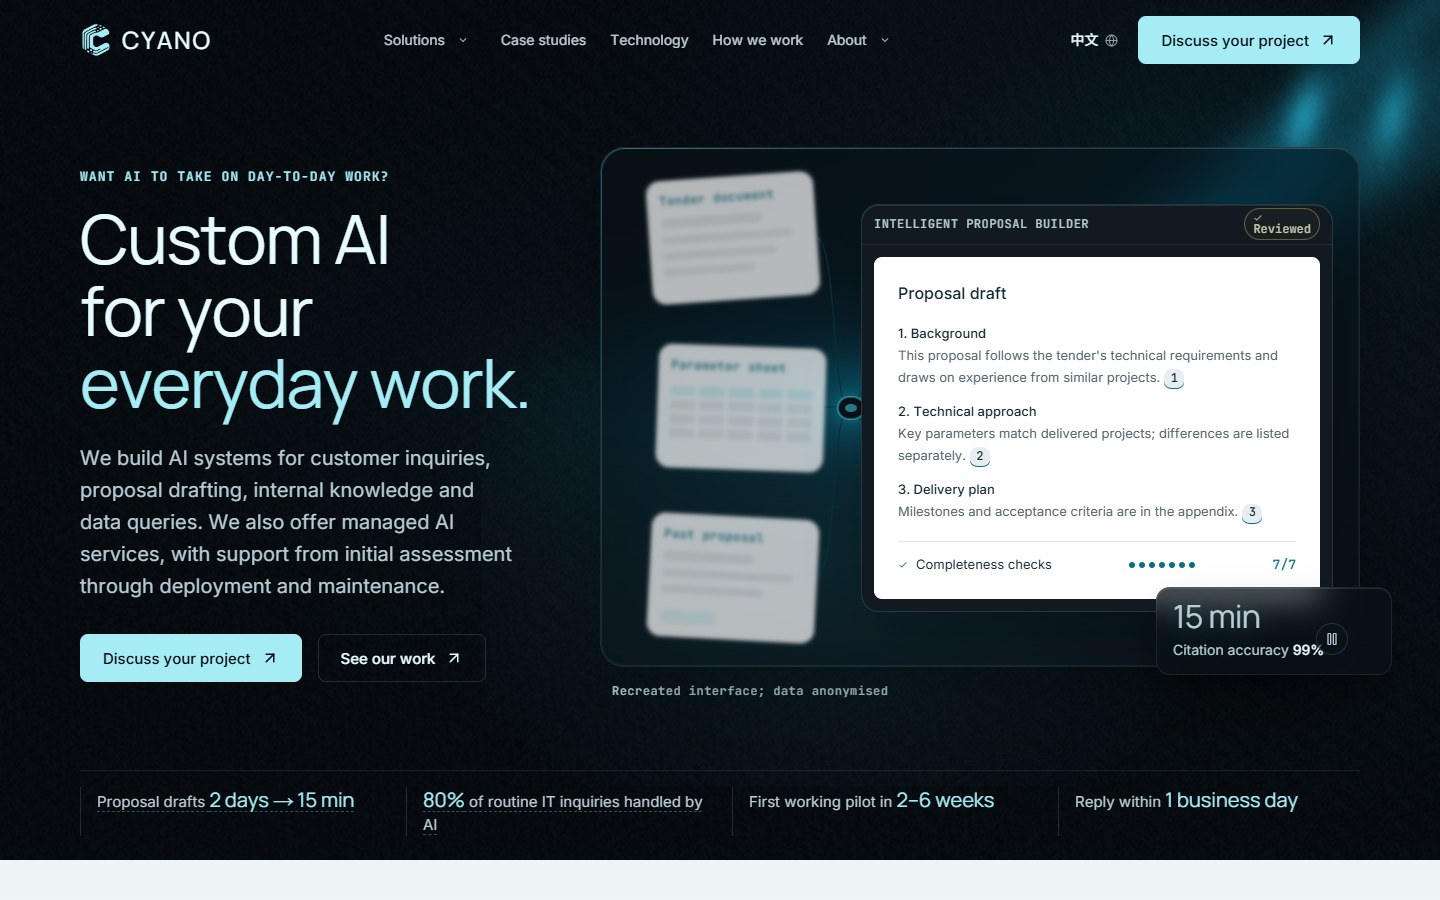 CYANO
Solutions
Case studies
Technology
How we work
About
中文
Discuss your project
WANT AI TO TAKE ON DAY-TO-DAY WORK?
Custom AI
for your
everyday work.
We build AI systems for customer inquiries,
proposal drafting, internal knowledge and
data queries. We also offer managed AI
services, with support from initial assessment
through deployment and maintenance.
Discuss your project
See our work
Tender document
Parameter sheet
Past proposal
INTELLIGENT PROPOSAL BUILDER
Reviewed
Proposal draft
1. Background
This proposal follows the tender's technical requirements and
draws on experience from similar projects. 1
2. Technical approach
Key parameters match delivered projects; differences are listed
separately. 2
3. Delivery plan
Milestones and acceptance criteria are in the appendix. 3
Completeness checks
7/7
15 min
Citation accuracy 99%
Recreated interface; data anonymised
Proposal drafts 2 days → 15 min
80% of routine IT inquiries handled by
AI
First working pilot in 2–6 weeks
Reply within 1 business day